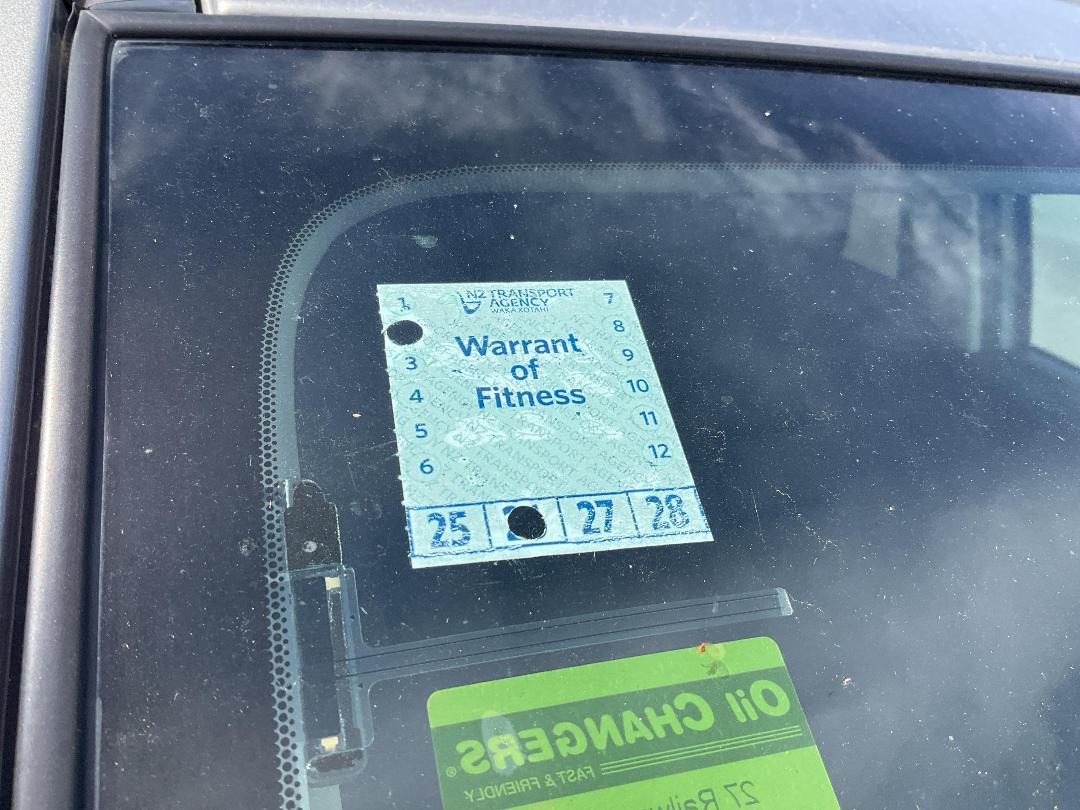 NZ TRANSPORT
AGENCY
WAKA KOTAHI
Warrant
of
Fitness
1
3
4
5
6
7
8
9
10
11
12
25 27 28
Oil CHANGERS®
FAST & FRIENDLY
27